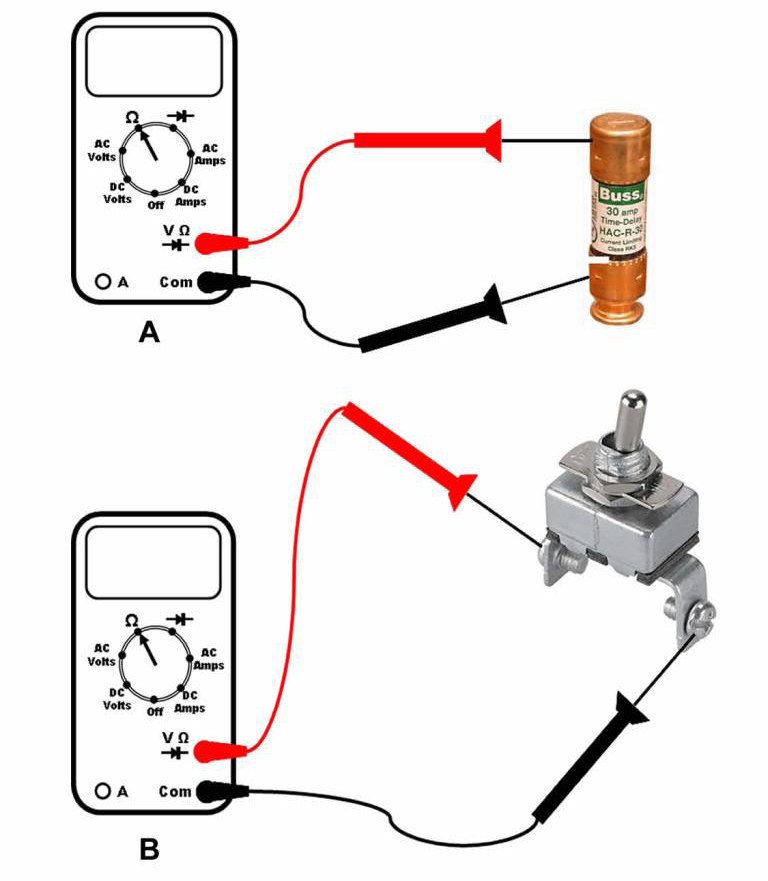 Ω
AC
Volts
AC
Amps
DC
Volts
Off
DC
Amps
V Ω
A
Com
A
Buss
30 amp
Time-Delay
HAC-R-30
Current Limiting
Class RK5
Ω
AC
Volts
AC
Amps
DC
Volts
Off
DC
Amps
V Ω
A
Com
B